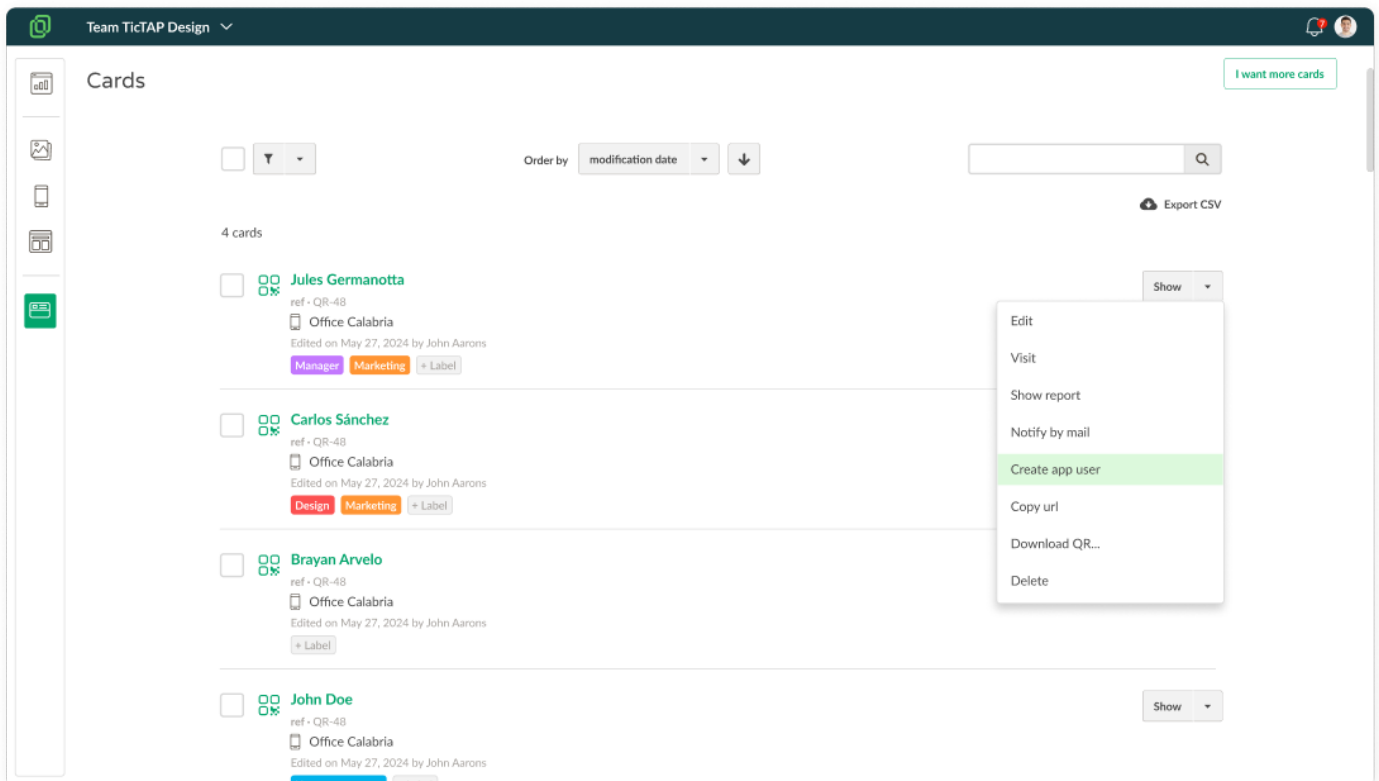 Team TicTAP Design
7
Cards
I want more cards
Order by modification date
Export CSV
4 cards
Jules Germanotta
ref - QR-48
Office Calabria
Edited on May 27, 2024 by John Aarons
Manager Marketing + Label
Show
Edit
Visit
Show report
Notify by mail
Create app user
Copy url
Download QR...
Delete
Carlos Sánchez
ref - QR-48
Office Calabria
Edited on May 27, 2024 by John Aarons
Design Marketing + Label
Brayan Arvelo
ref - QR-48
Office Calabria
Edited on May 27, 2024 by John Aarons
+ Label
John Doe
Show
ref - QR-48
Office Calabria
Edited on May 27, 2024 by John Aarons